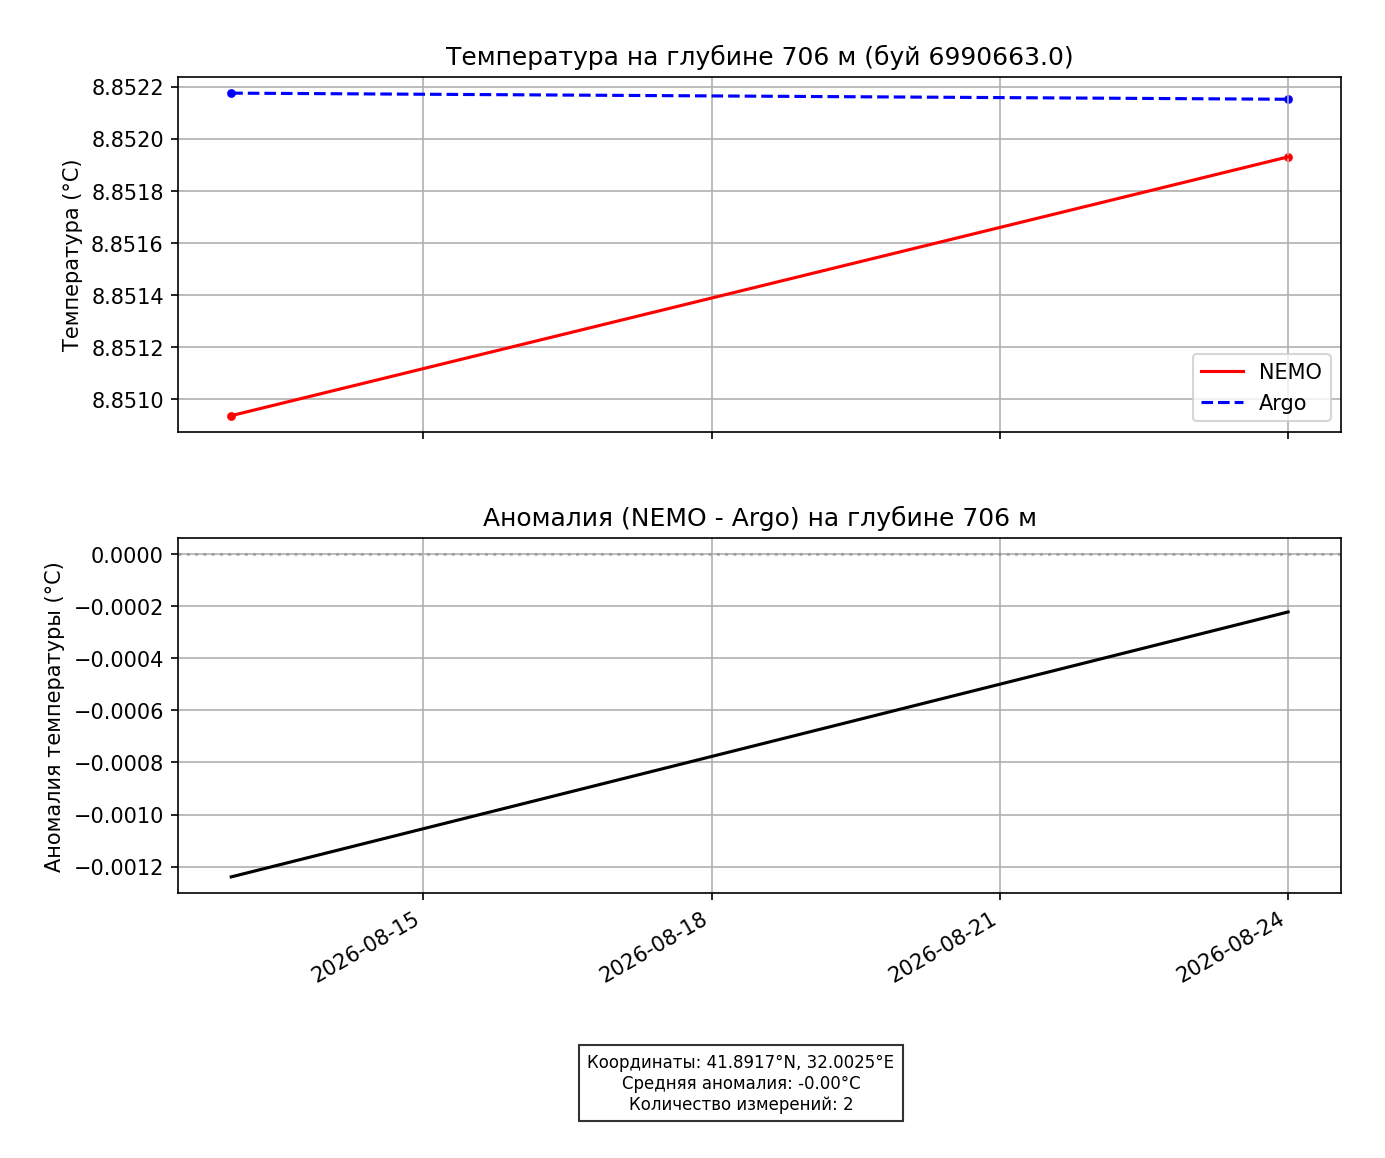 Температура на глубине 706 м (буй 6990663.0)
Температура (°C)
8.8522
8.8520
8.8518
8.8516
8.8514
8.8512
8.8510
NEMO
Argo
Аномалия (NEMO - Argo) на глубине 706 м
Аномалия температуры (°C)
0.0000
−0.0002
−0.0004
−0.0006
−0.0008
−0.0010
−0.0012
2026-08-15
2026-08-18
2026-08-21
2026-08-24
Координаты: 41.8917°N, 32.0025°E
Средняя аномалия: -0.00°C
Количество измерений: 2